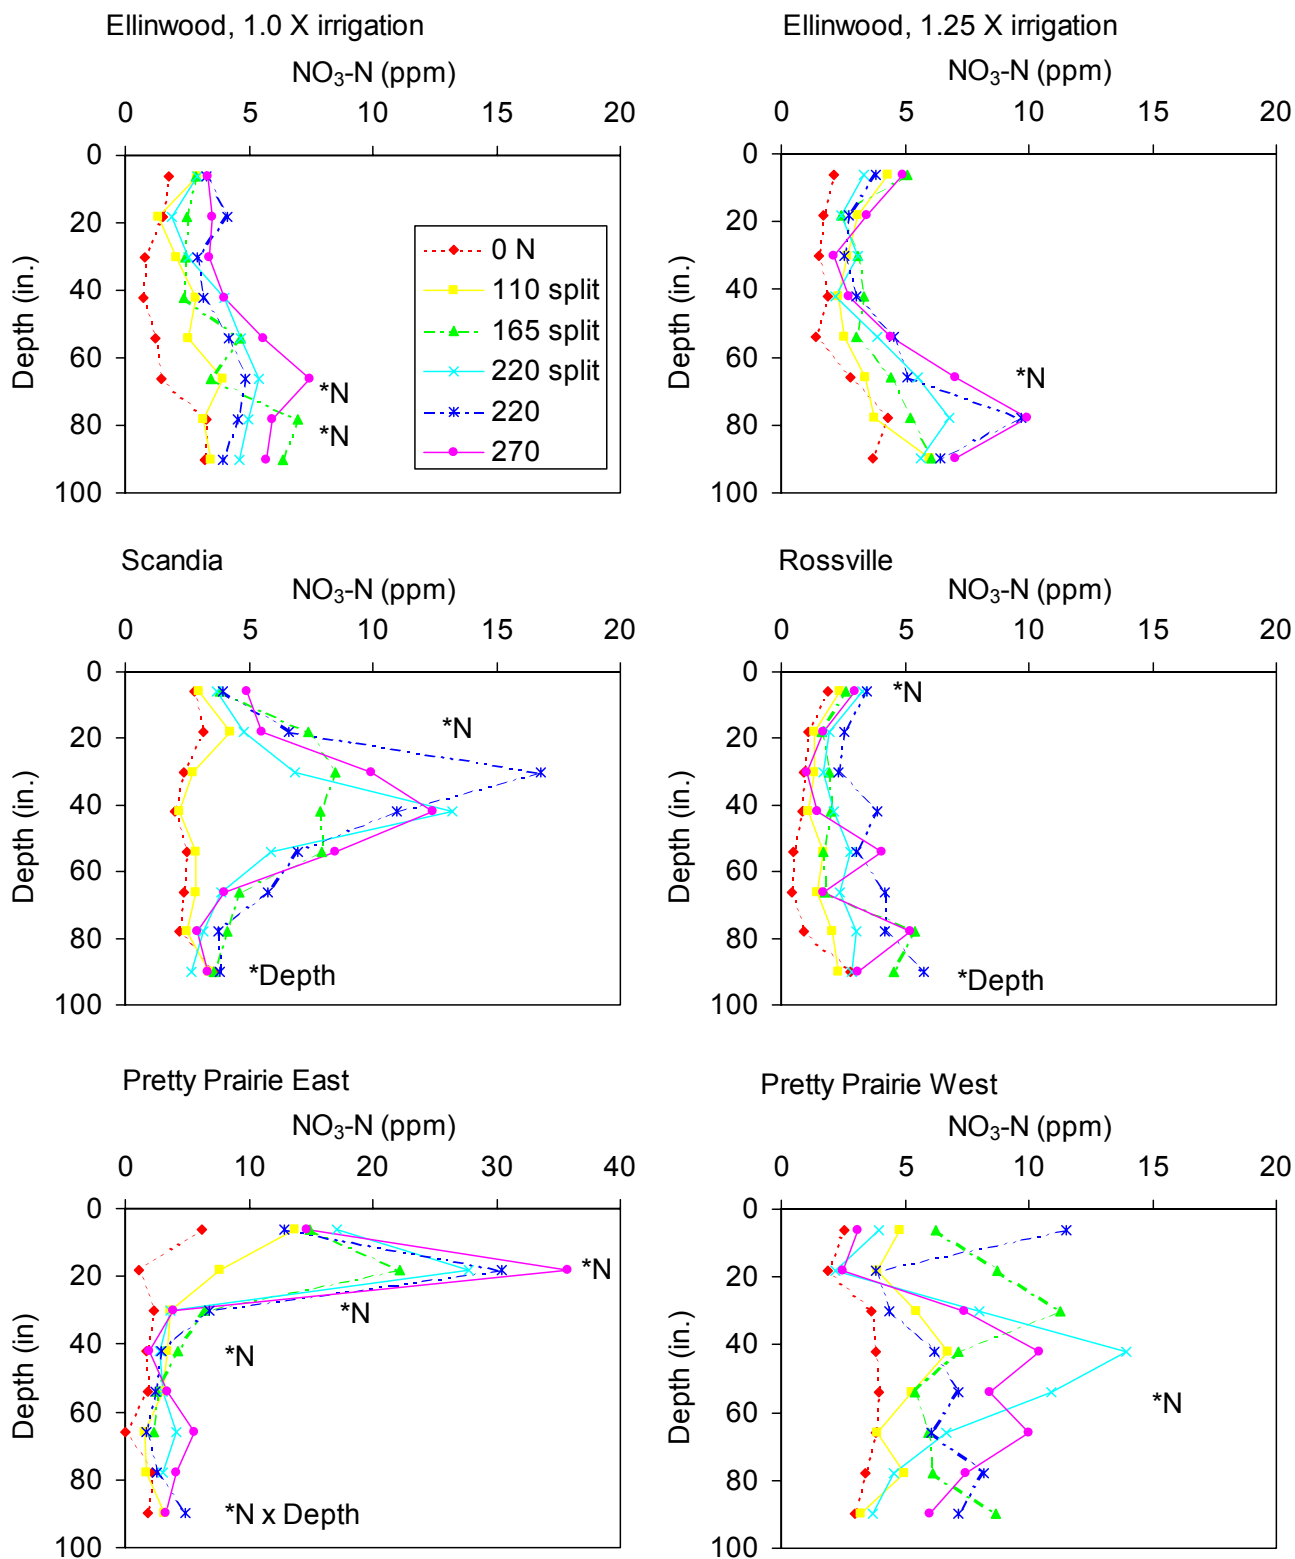 Ellinwood, 1.0 X irrigation
NO₃-N (ppm)
0 5 10 15 20
0
20
40
60
80
100
Depth (in.)
0 N
110 split
165 split
220 split
220
270
*N
*N
Ellinwood, 1.25 X irrigation
NO₃-N (ppm)
0 5 10 15 20
0
20
40
60
80
100
Depth (in.)
*N
Scandia
NO₃-N (ppm)
0 5 10 15 20
0
20
40
60
80
100
Depth (in.)
*N
*Depth
Rossville
NO₃-N (ppm)
0 5 10 15 20
0
20
40
60
80
100
Depth (in.)
*N
*Depth
Pretty Prairie East
NO₃-N (ppm)
0 10 20 30 40
0
20
40
60
80
100
Depth (in)
*N
*N
*N
*N x Depth
Pretty Prairie West
NO₃-N (ppm)
0 5 10 15 20
0
20
40
60
80
100
Depth (in.)
*N